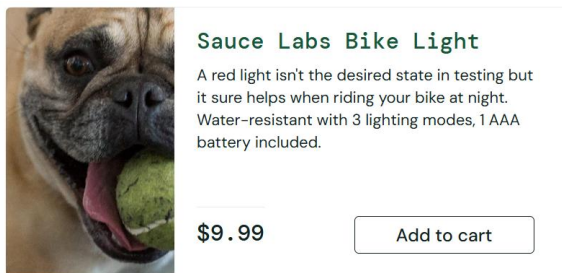 Sauce Labs Bike Light
A red light isn't the desired state in testing but
it sure helps when riding your bike at night.
Water-resistant with 3 lighting modes, 1 AAA
battery included.
$9.99
Add to cart